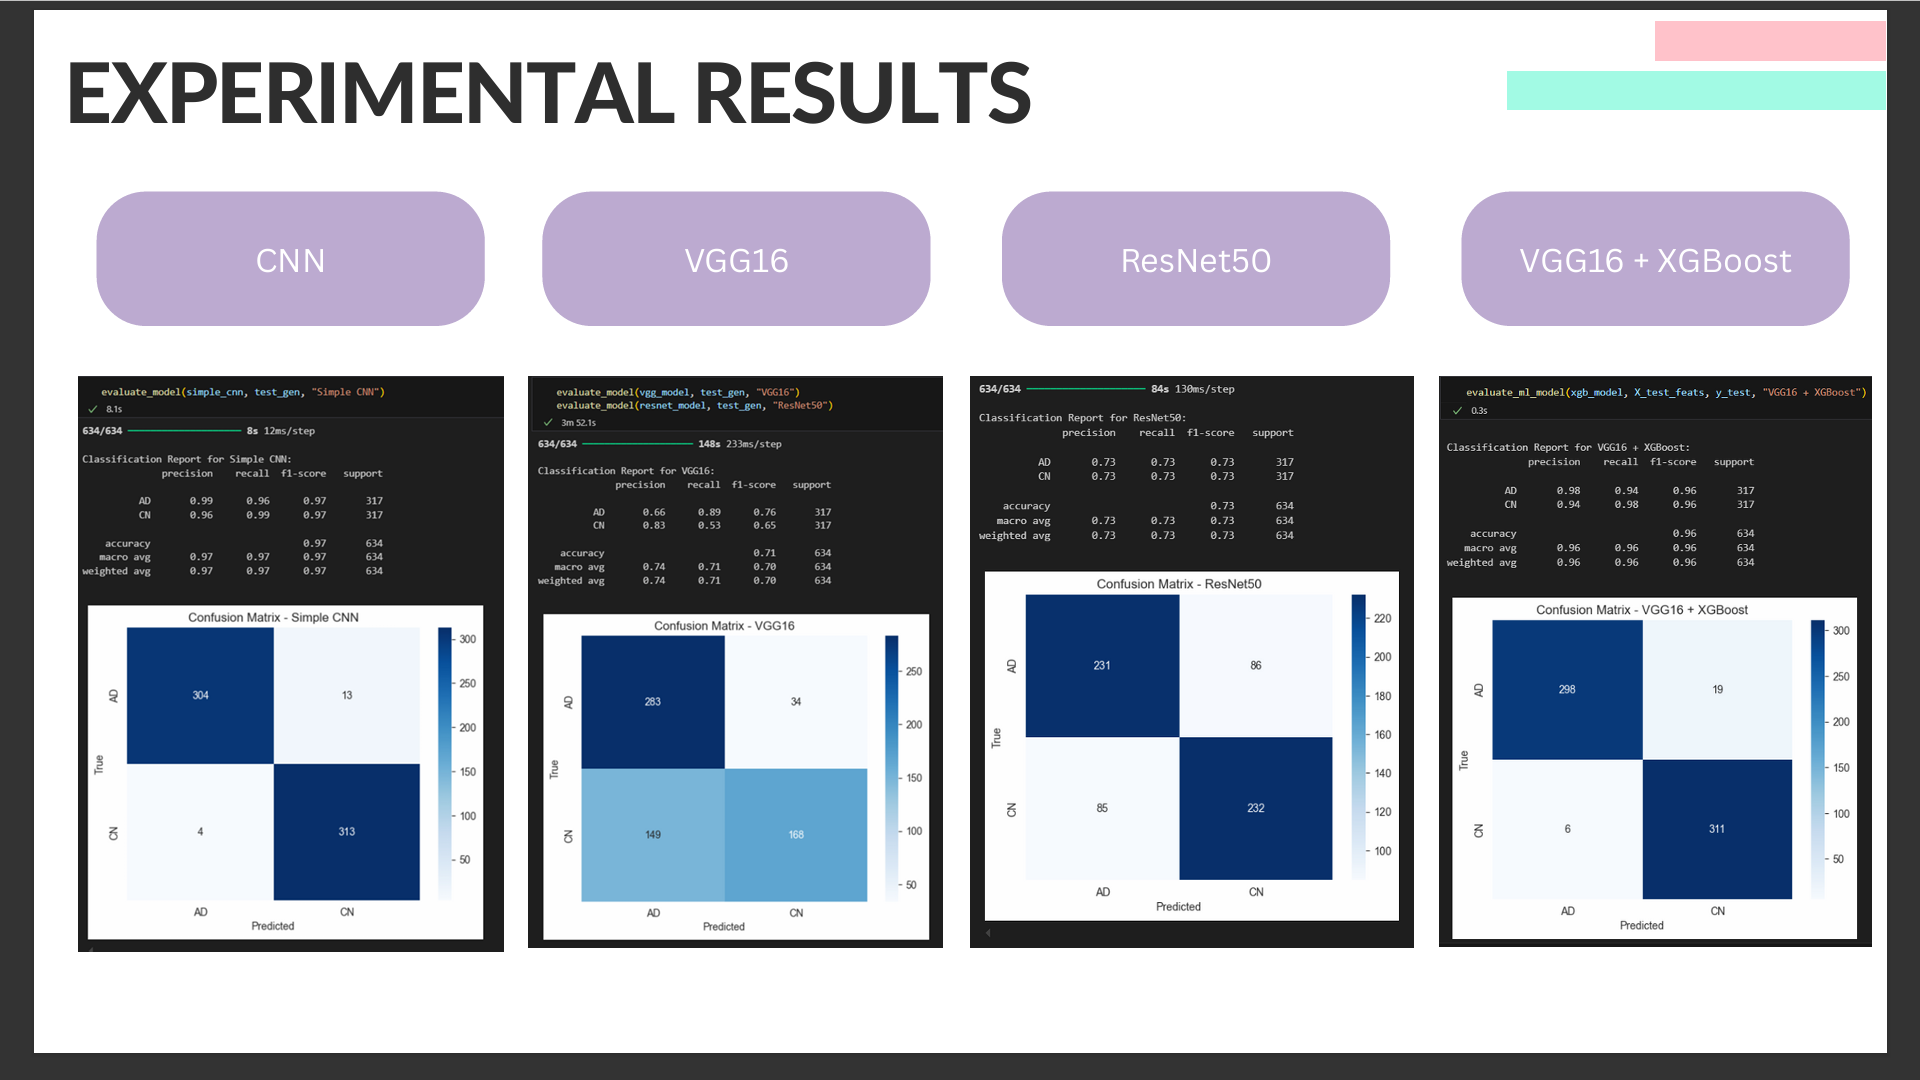 EXPERIMENTAL RESULTS
CNN
VGG16
ResNet50
VGG16 + XGBoost
evaluate_model(simple_cnn, test_gen, "Simple CNN")
✓ 8.1s
634/634 8s 12ms/step
Classification Report for Simple CNN:
precision recall f1-score support
AD 0.99 0.96 0.97 317
CN 0.96 0.99 0.97 317
accuracy 0.97 634
macro avg 0.97 0.97 0.97 634
weighted avg 0.97 0.97 0.97 634
Confusion Matrix - Simple CNN
AD
304
13
CN
4
313
True
AD
CN
Predicted
300
250
200
150
100
50
evaluate_model(vgg_model, test_gen, "VGG16")
evaluate_model(resnet_model, test_gen, "ResNet50")
✓ 3m 52.1s
634/634 148s 233ms/step
Classification Report for VGG16:
precision recall f1-score support
AD 0.66 0.89 0.76 317
CN 0.83 0.53 0.65 317
accuracy 0.71 634
macro avg 0.74 0.71 0.70 634
weighted avg 0.74 0.71 0.70 634
Confusion Matrix - VGG16
AD
283
34
CN
149
168
True
AD
CN
Predicted
250
200
150
100
50
634/634 84s 130ms/step
Classification Report for ResNet50:
precision recall f1-score support
AD 0.73 0.73 0.73 317
CN 0.73 0.73 0.73 317
accuracy 0.73 634
macro avg 0.73 0.73 0.73 634
weighted avg 0.73 0.73 0.73 634
Confusion Matrix - ResNet50
AD
231
86
CN
85
232
True
AD
CN
Predicted
220
200
180
160
140
120
100
evaluate_ml_model(xgb_model, X_test_feats, y_test, "VGG16 + XGBoost")
✓ 0.3s
Classification Report for VGG16 + XGBoost:
precision recall f1-score support
AD 0.98 0.94 0.96 317
CN 0.94 0.98 0.96 317
accuracy 0.96 634
macro avg 0.96 0.96 0.96 634
weighted avg 0.96 0.96 0.96 634
Confusion Matrix - VGG16 + XGBoost
AD
298
19
CN
6
311
True
AD
CN
Predicted
300
250
200
150
100
50